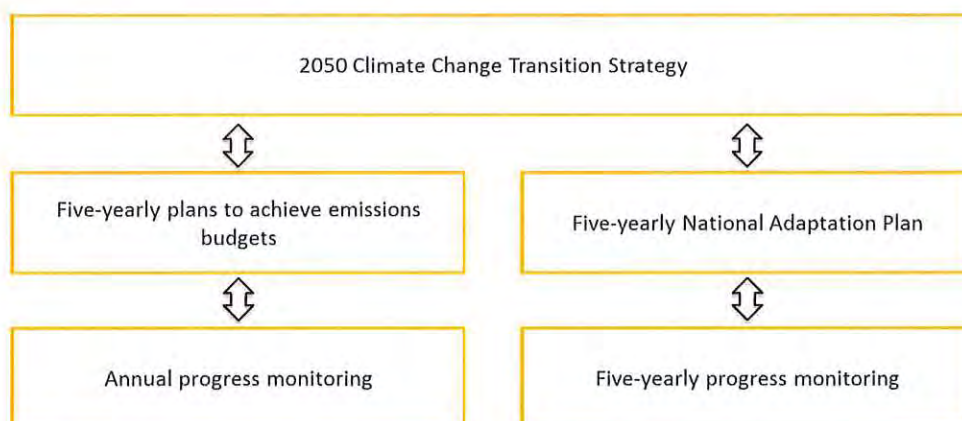 2050 Climate Change Transition Strategy
Five-yearly plans to achieve emissions
budgets
Five-yearly National Adaptation Plan
Annual progress monitoring
Five-yearly progress monitoring